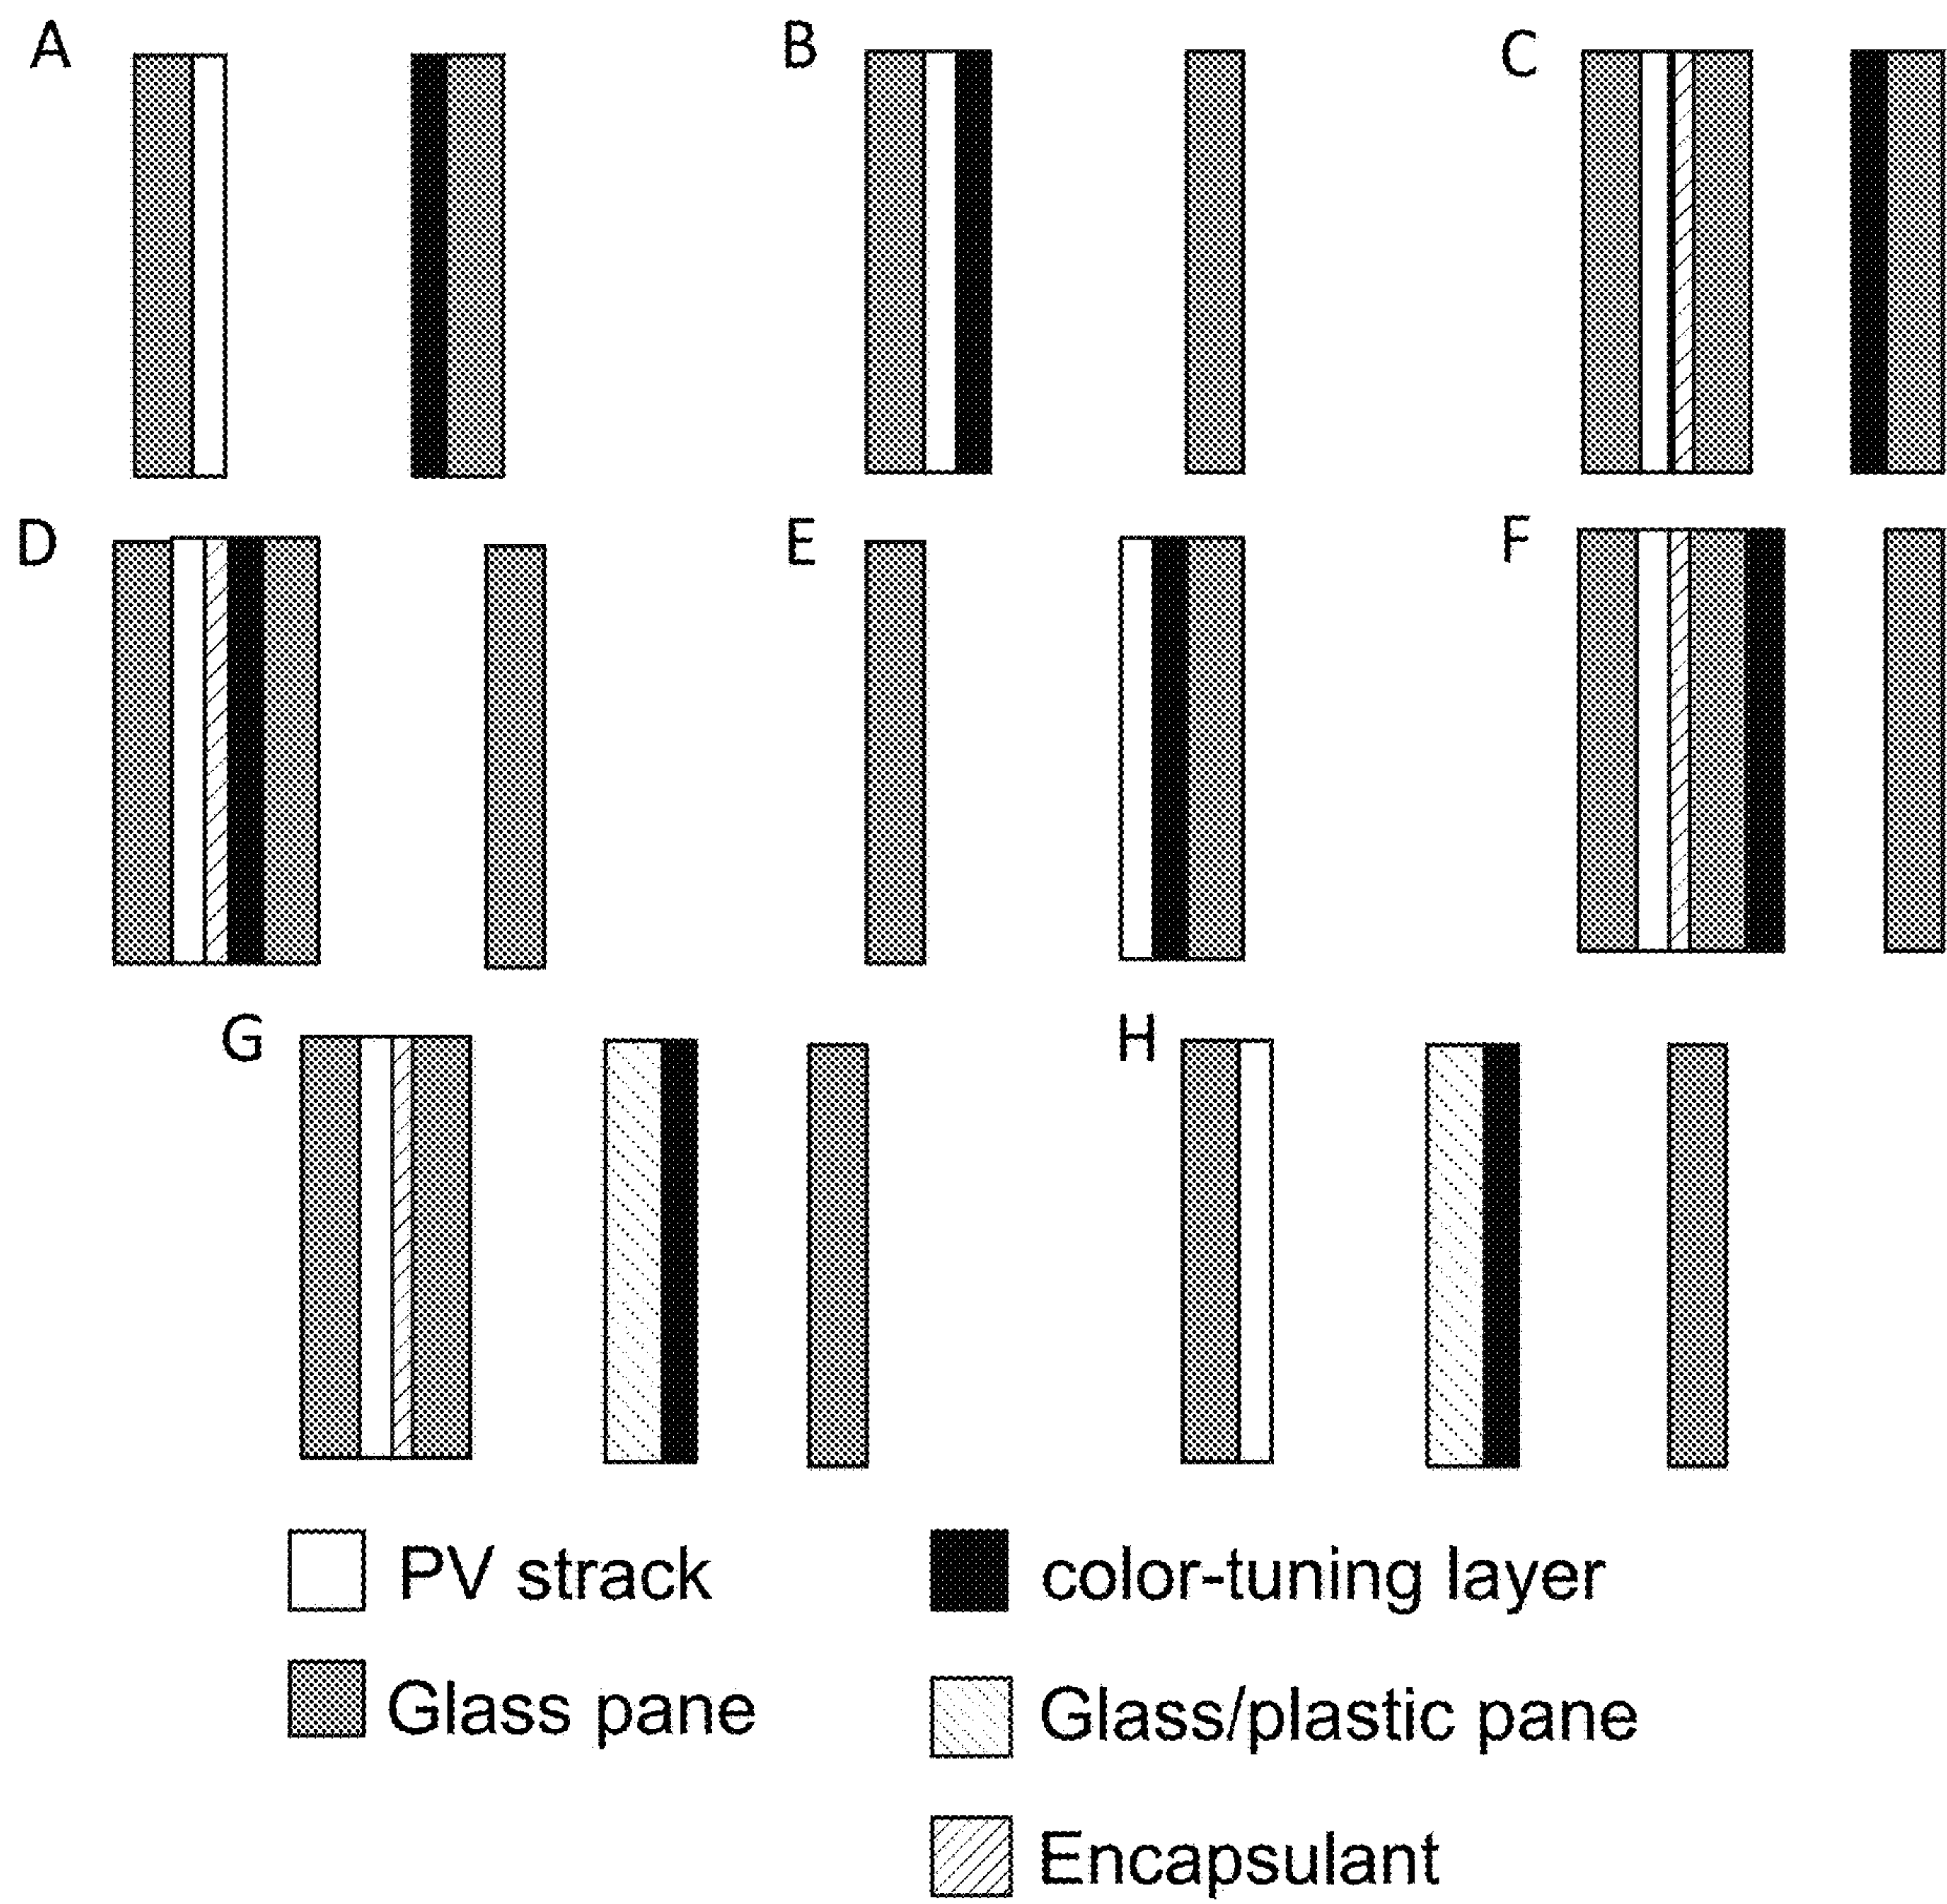 A
B
C
D
E
F
G
H
PV strack
color-tuning layer
Glass pane
Glass/plastic pane
Encapsulant